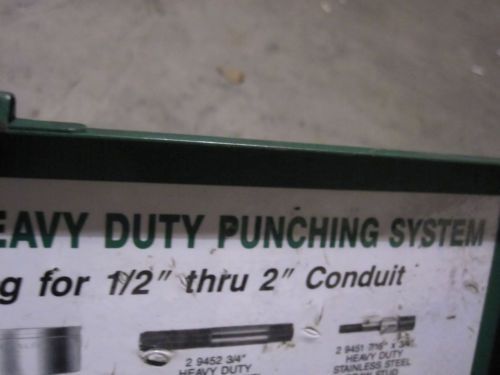 EAVY DUTY PUNCHING SYSTEM
g for 1/2" thru 2" Conduit
2 9452 3/4"
HEAVY DUTY
2 9451 7/16" x 3/4"
HEAVY DUTY
STAINLESS STEEL
STUD